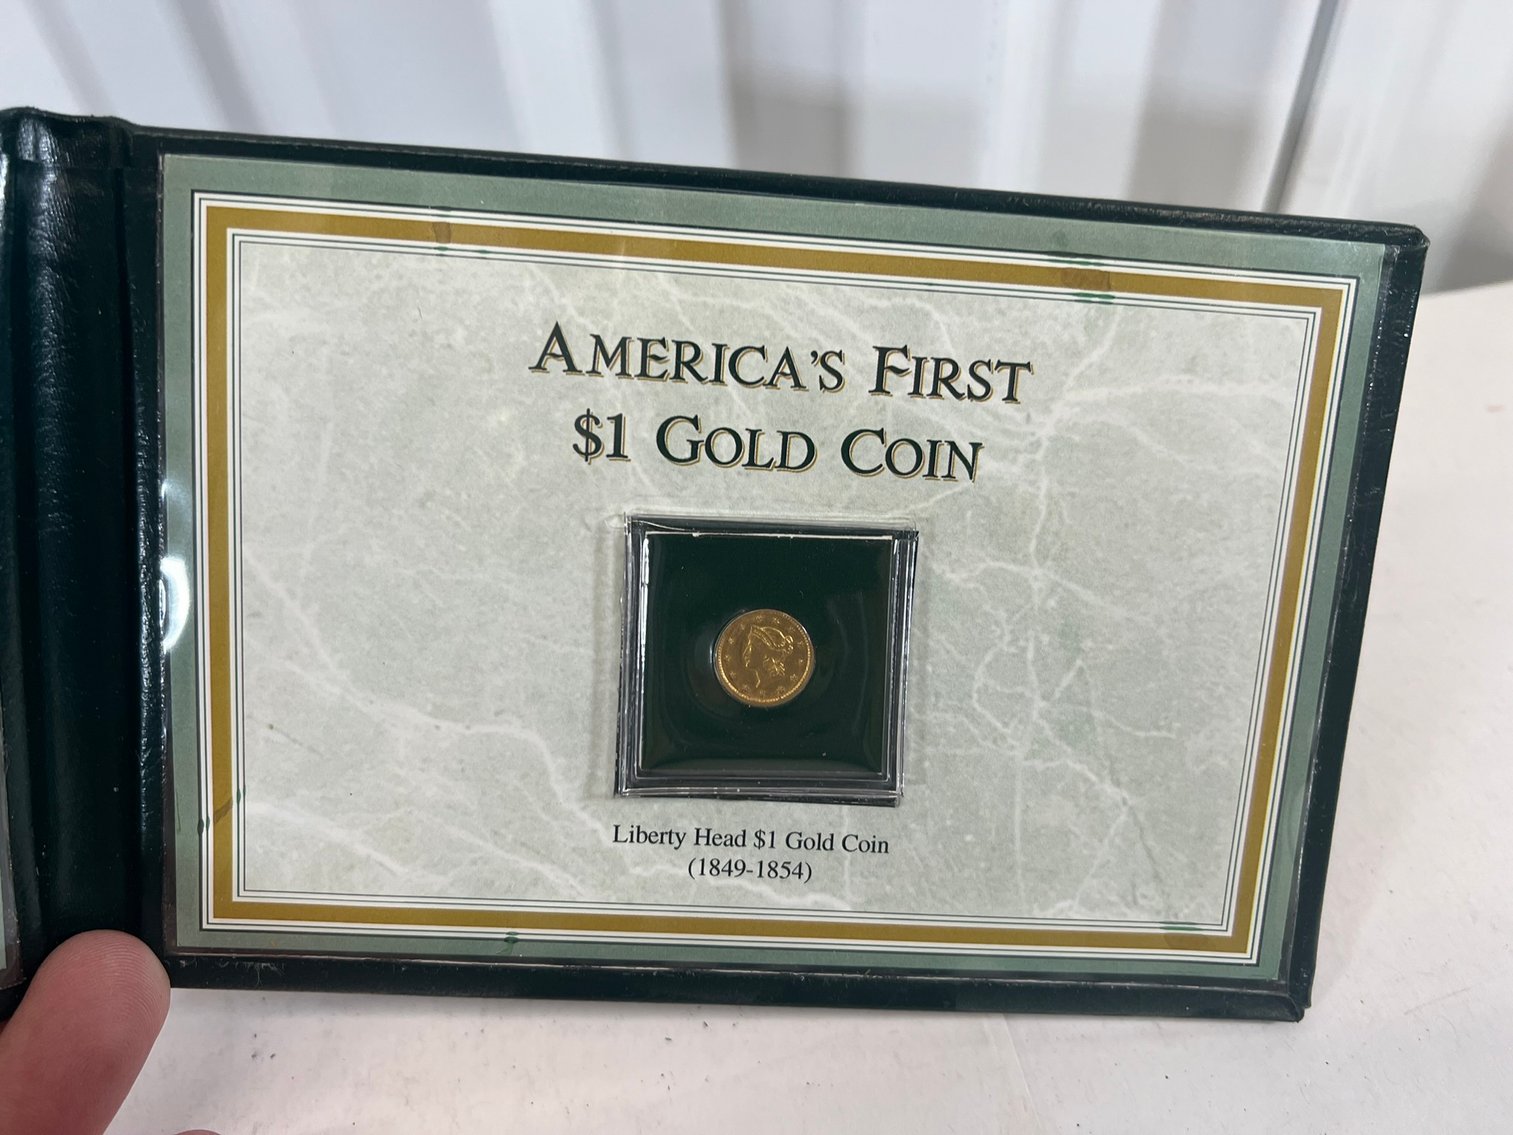 AMERICA'S FIRST
$1 GOLD COIN
Liberty Head $1 Gold Coin
(1849-1854)